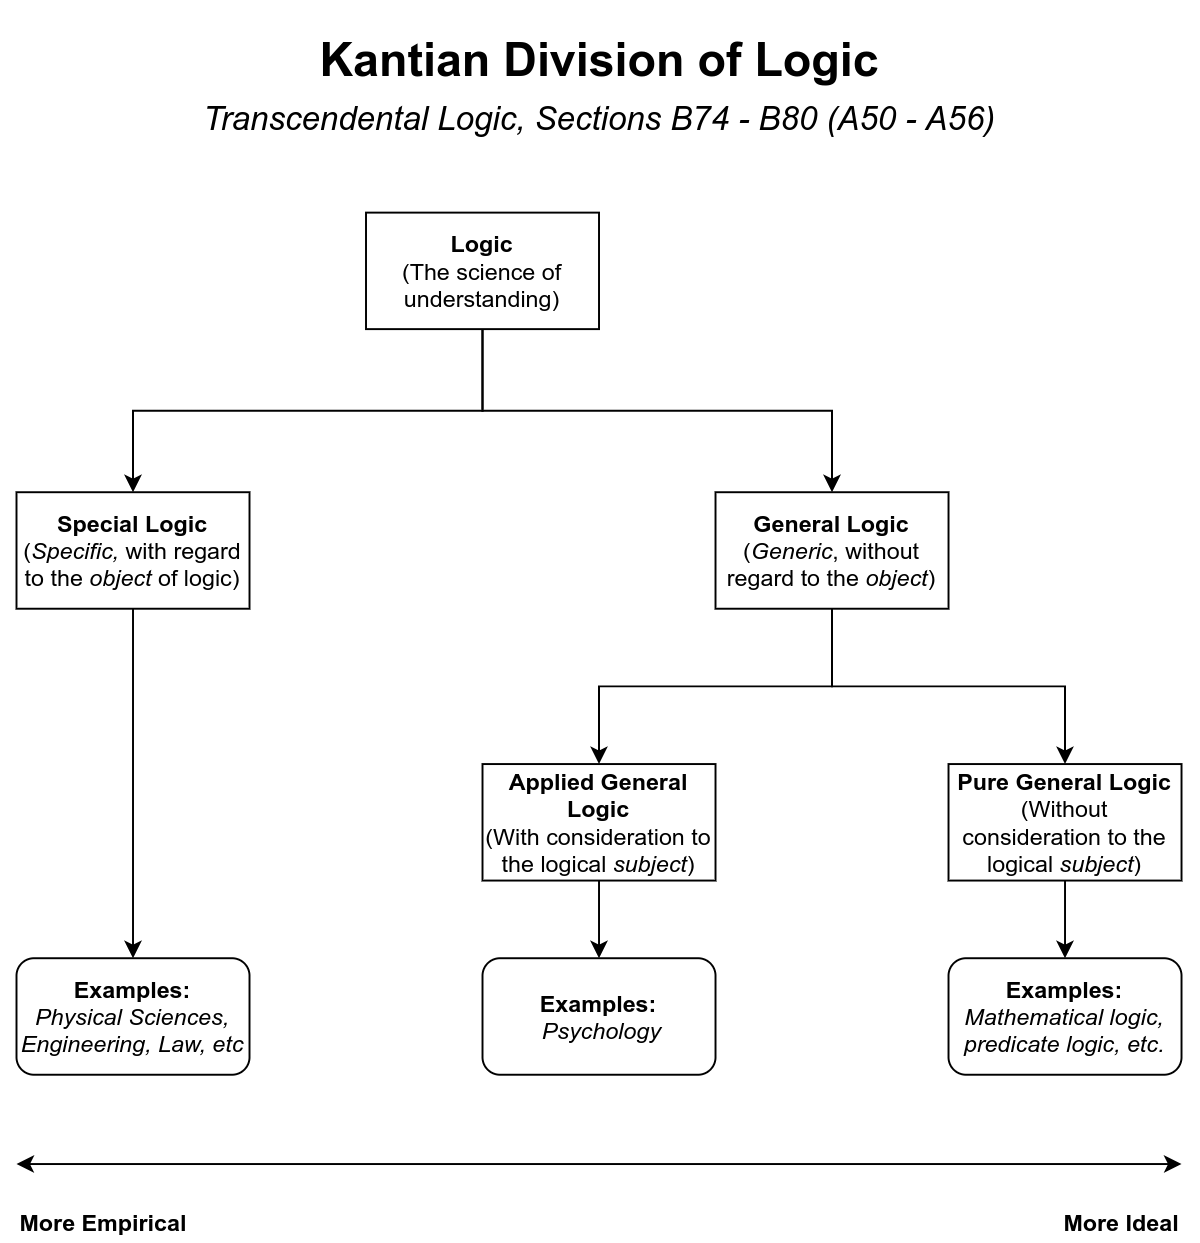 Kantian Division of Logic
Transcendental Logic, Sections B74 - B80 (A50 - A56)
Logic
(The science of
understanding)
Special Logic
(Specific, with regard
to the object of logic)
General Logic
(Generic, without
regard to the object)
Applied General
Logic
(With consideration to
the logical subject)
Pure General Logic
(Without
consideration to the
logical subject)
Examples:
Physical Sciences,
Engineering, Law, etc
Examples:
Psychology
Examples:
Mathematical logic,
predicate logic, etc.
More Empirical
More Ideal